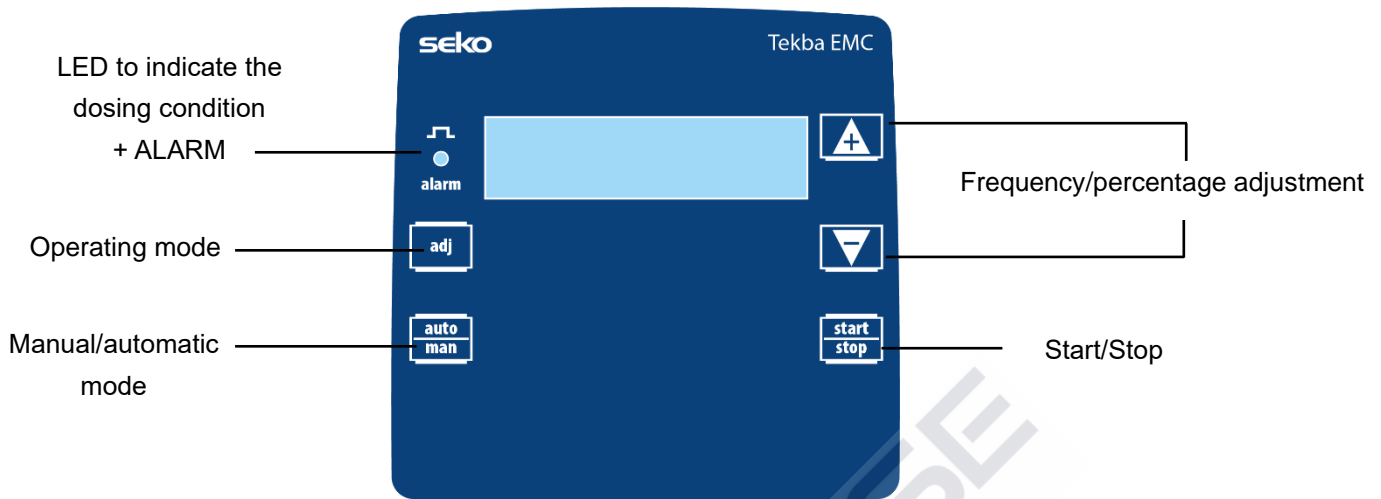 seko
Tekba EMC
LED to indicate the
dosing condition
+ ALARM
alarm
+
Frequency/percentage adjustment
Operating mode
adj
−
Manual/automatic
mode
auto
man
start
stop
Start/Stop
SE